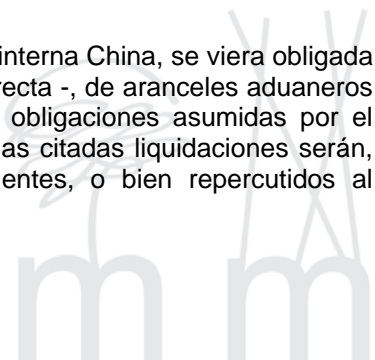 interna China, se viera obligada
recta -, de aranceles aduaneros
obligaciones asumidas por el
as citadas liquidaciones serán,
entes, o bien repercutidos al
m m